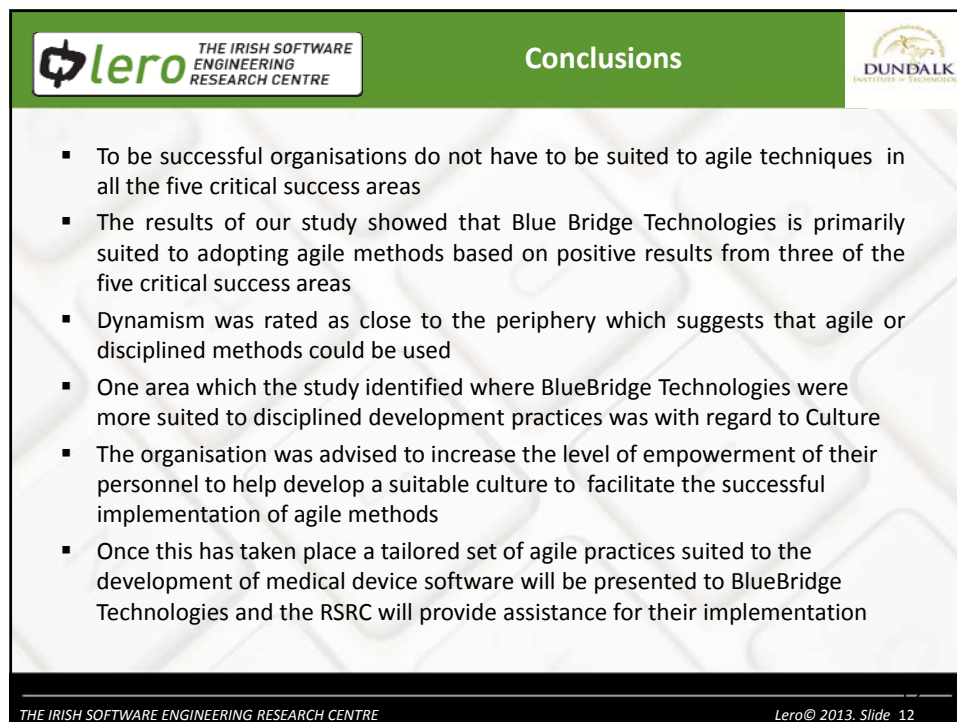 lero THE IRISH SOFTWARE
ENGINEERING
RESEARCH CENTRE
Conclusions
DUNDALK
INSTITUTE OF TECHNOLOGY
▪ To be successful organisations do not have to be suited to agile techniques in
all the five critical success areas
▪ The results of our study showed that Blue Bridge Technologies is primarily
suited to adopting agile methods based on positive results from three of the
five critical success areas
▪ Dynamism was rated as close to the periphery which suggests that agile or
disciplined methods could be used
▪ One area which the study identified where BlueBridge Technologies were
more suited to disciplined development practices was with regard to Culture
▪ The organisation was advised to increase the level of empowerment of their
personnel to help develop a suitable culture to facilitate the successful
implementation of agile methods
▪ Once this has taken place a tailored set of agile practices suited to the
development of medical device software will be presented to BlueBridge
Technologies and the RSRC will provide assistance for their implementation
THE IRISH SOFTWARE ENGINEERING RESEARCH CENTRE
Lero© 2013. Slide 12